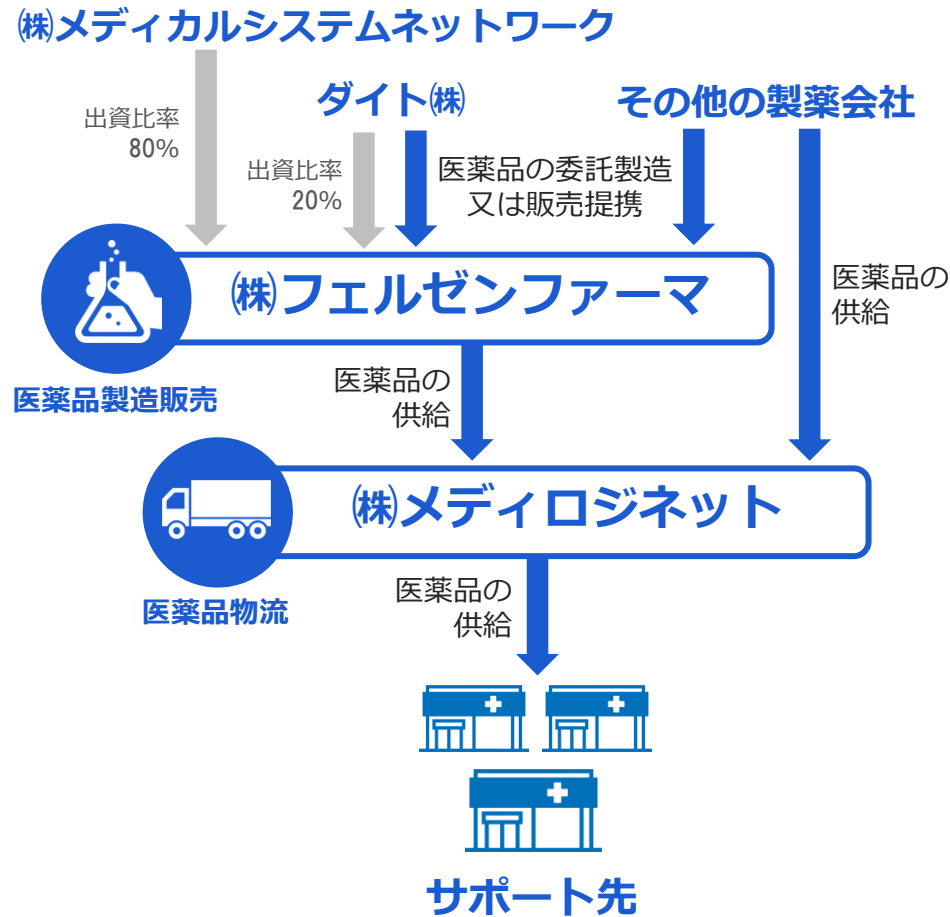 ㈱メディカルシステムネットワーク
ダイト㈱
その他の製薬会社
出資比率
80%
出資比率
20%
医薬品の委託製造
又は販売提携
㈱フェルゼンファーマ
医薬品の
供給
医薬品製造販売
医薬品の
供給
㈱メディロジネット
医薬品物流
医薬品の
供給
サポート先